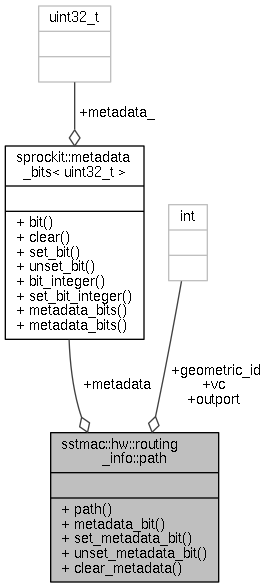 uint32_t
+metadata_
sprockit::metadata
_bits< uint32_t >
+ bit()
+ clear()
+ set_bit()
+ unset_bit()
+ bit_integer()
+ set_bit_integer()
+ metadata_bits()
+ metadata_bits()
int
+metadata
+geometric_id
+vc
+outport
sstmac::hw::routing
_info::path
+ path()
+ metadata_bit()
+ set_metadata_bit()
+ unset_metadata_bit()
+ clear_metadata()